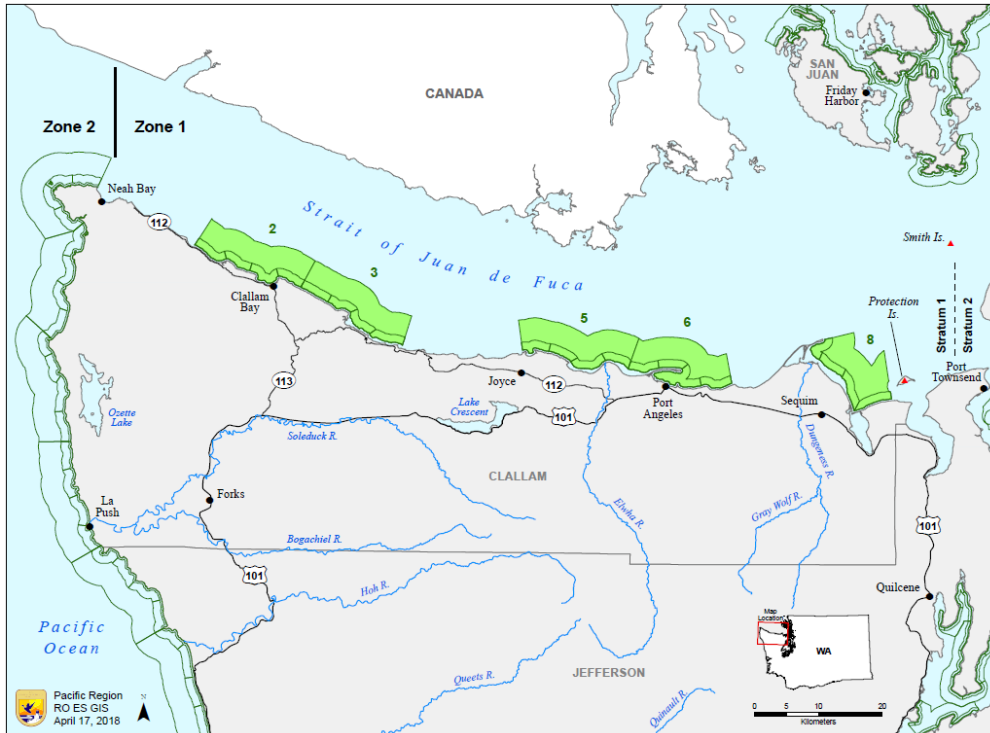 CANADA
SAN
JUAN
Friday
Harbor
Zone 2
Zone 1
Neah Bay
112
2
Strait of Juan de Fuca
3
Smith Is.
Clallam
Bay
Protection
Is.
Stratum 1
Stratum 2
5
6
8
Port
Townsend
113
Joyce
112
Ozette
Lake
Lake
Crescent
101
Port
Angeles
Sequim
Soleduck R.
CLALLAM
Dungeness R.
Forks
Elwha R.
Gray Wolf R.
La
Push
101
Bogachiel R.
101
Hoh R.
Quilcene
Map
Location
WA
Pacific
Ocean
JEFFERSON
Queets R.
Quinault R.
Pacific Region
RO ES GIS
April 17, 2018
N
0 5 10 20
Kilometers